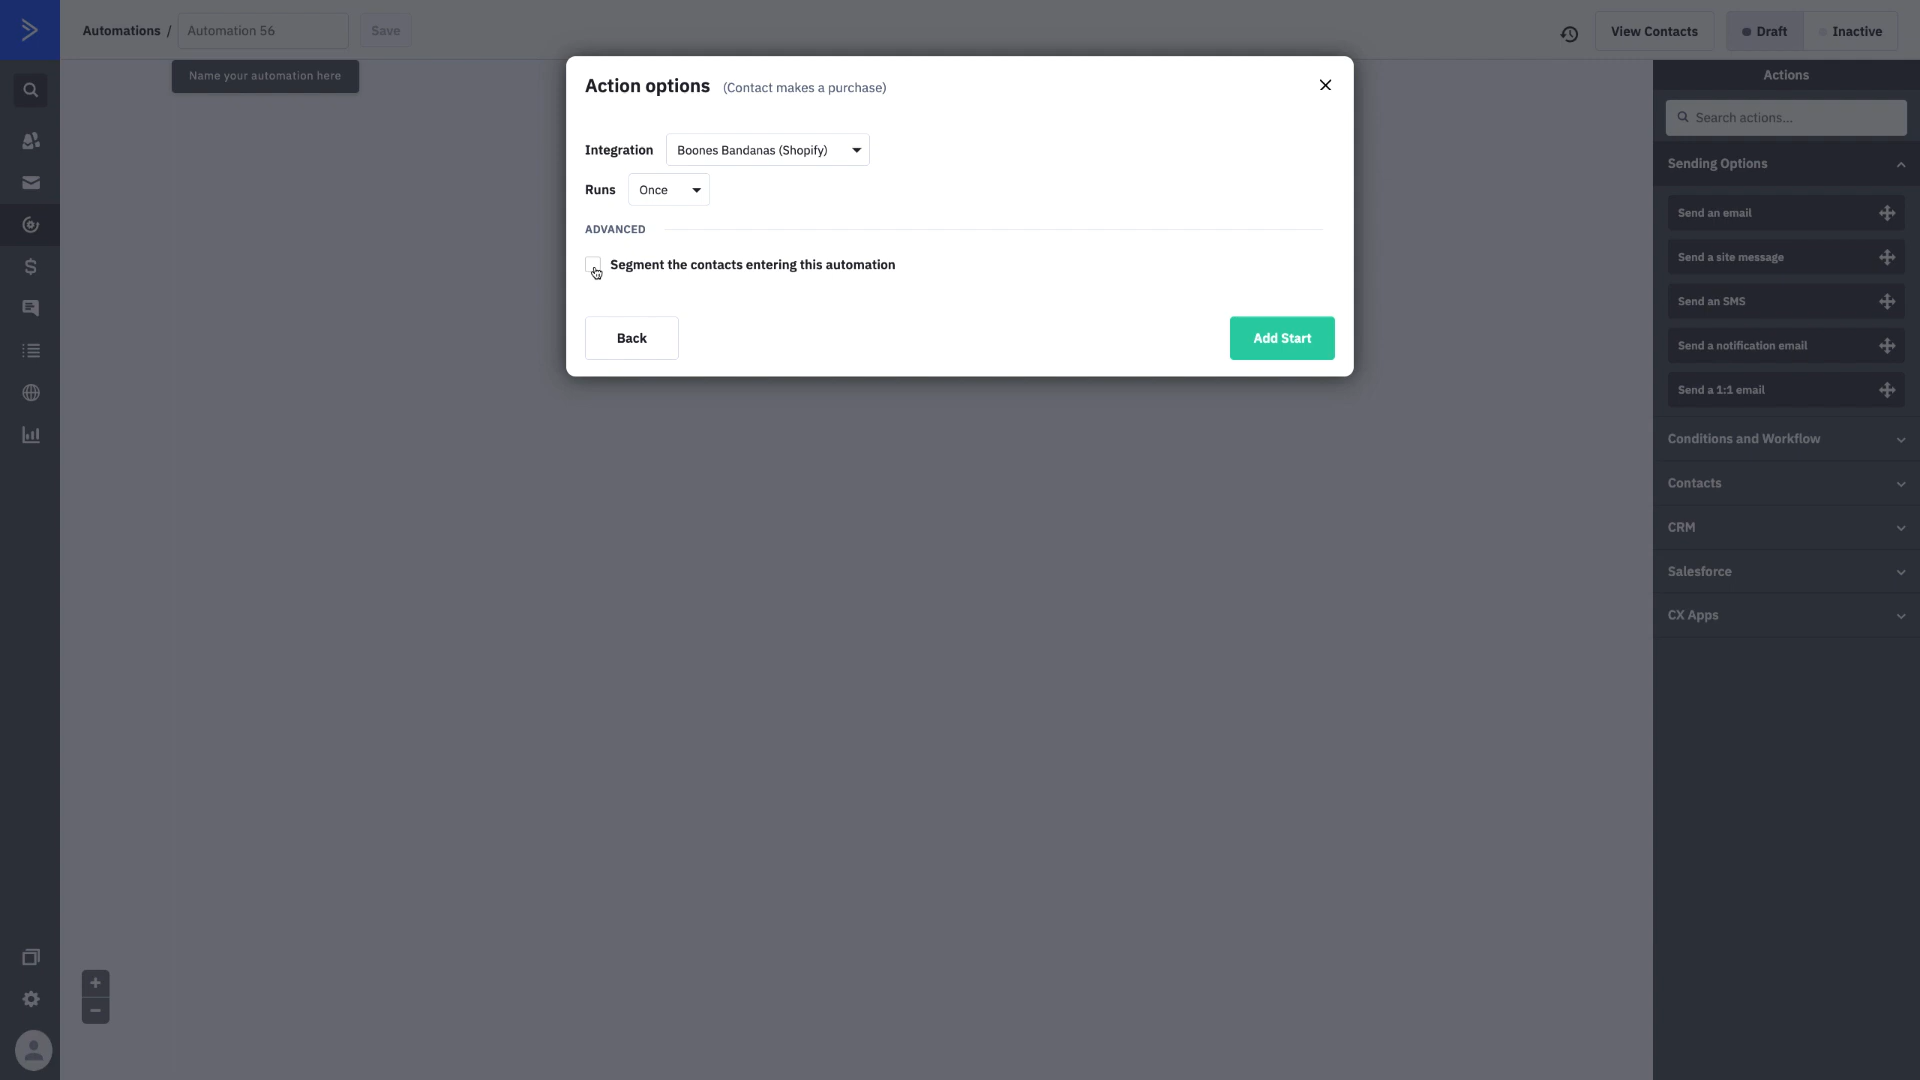 Automations / Automation 56 Save
View Contacts Draft Inactive
Name your automation here
Action options (Contact makes a purchase)
Integration Boones Bandanas (Shopify)
Runs Once
ADVANCED
Segment the contacts entering this automation
Back Add Start
Actions
Search actions...
Sending Options
Send an email
Send a site message
Send an SMS
Send a notification email
Send a 1:1 email
Conditions and Workflow
Contacts
CRM
Salesforce
CX Apps